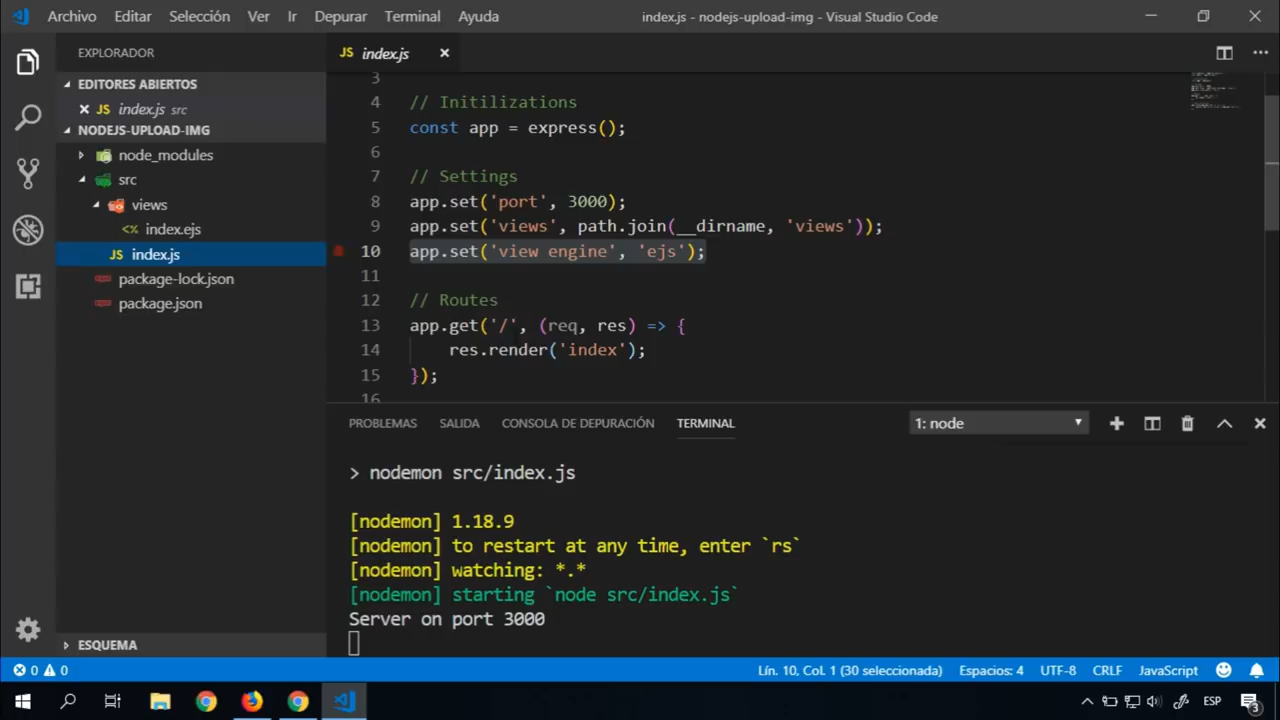 Archivo Editar Selección Ver Ir Depurar Terminal Ayuda index.js - nodejs-upload-img - Visual Studio Code
EXPLORADOR
EDITORES ABIERTOS
JS index.js src
NODEJS-UPLOAD-IMG
node_modules
src
views
<> index.ejs
JS index.js
package-lock.json
package.json
ESQUEMA
JS index.js
3
4 // Initilizations
5 const app = express();
6
7 // Settings
8 app.set('port', 3000);
9 app.set('views', path.join(__dirname, 'views'));
10 app.set('view engine', 'ejs');
11
12 // Routes
13 app.get('/', (req, res) => {
14 res.render('index');
15 });
16
PROBLEMAS SALIDA CONSOLA DE DEPURACIÓN TERMINAL 1: node
> nodemon src/index.js
[nodemon] 1.18.9
[nodemon] to restart at any time, enter `rs`
[nodemon] watching: *.*
[nodemon] starting `node src/index.js`
Server on port 3000
0 0 Lín. 10, Col. 1 (30 seleccionada) Espacios: 4 UTF-8 CRLF JavaScript
ESP 3